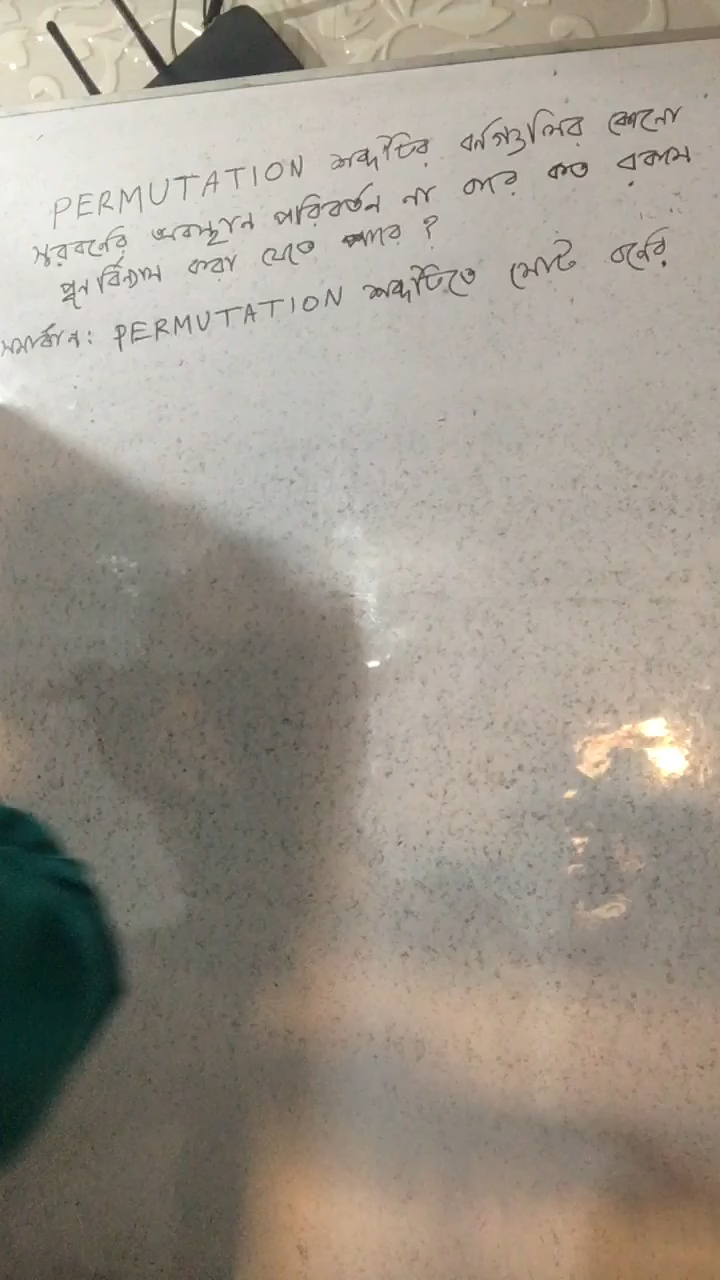 PERMUTATION শব্দটির বর্ণগুলির কোনো
স্বরবর্ণের অবস্থান পরিবর্তন না করে কত রকমে
পুনর্বিন্যাস করা যেতে পারে ?
সমাধান: PERMUTATION শব্দটিতে মোট বর্ণের